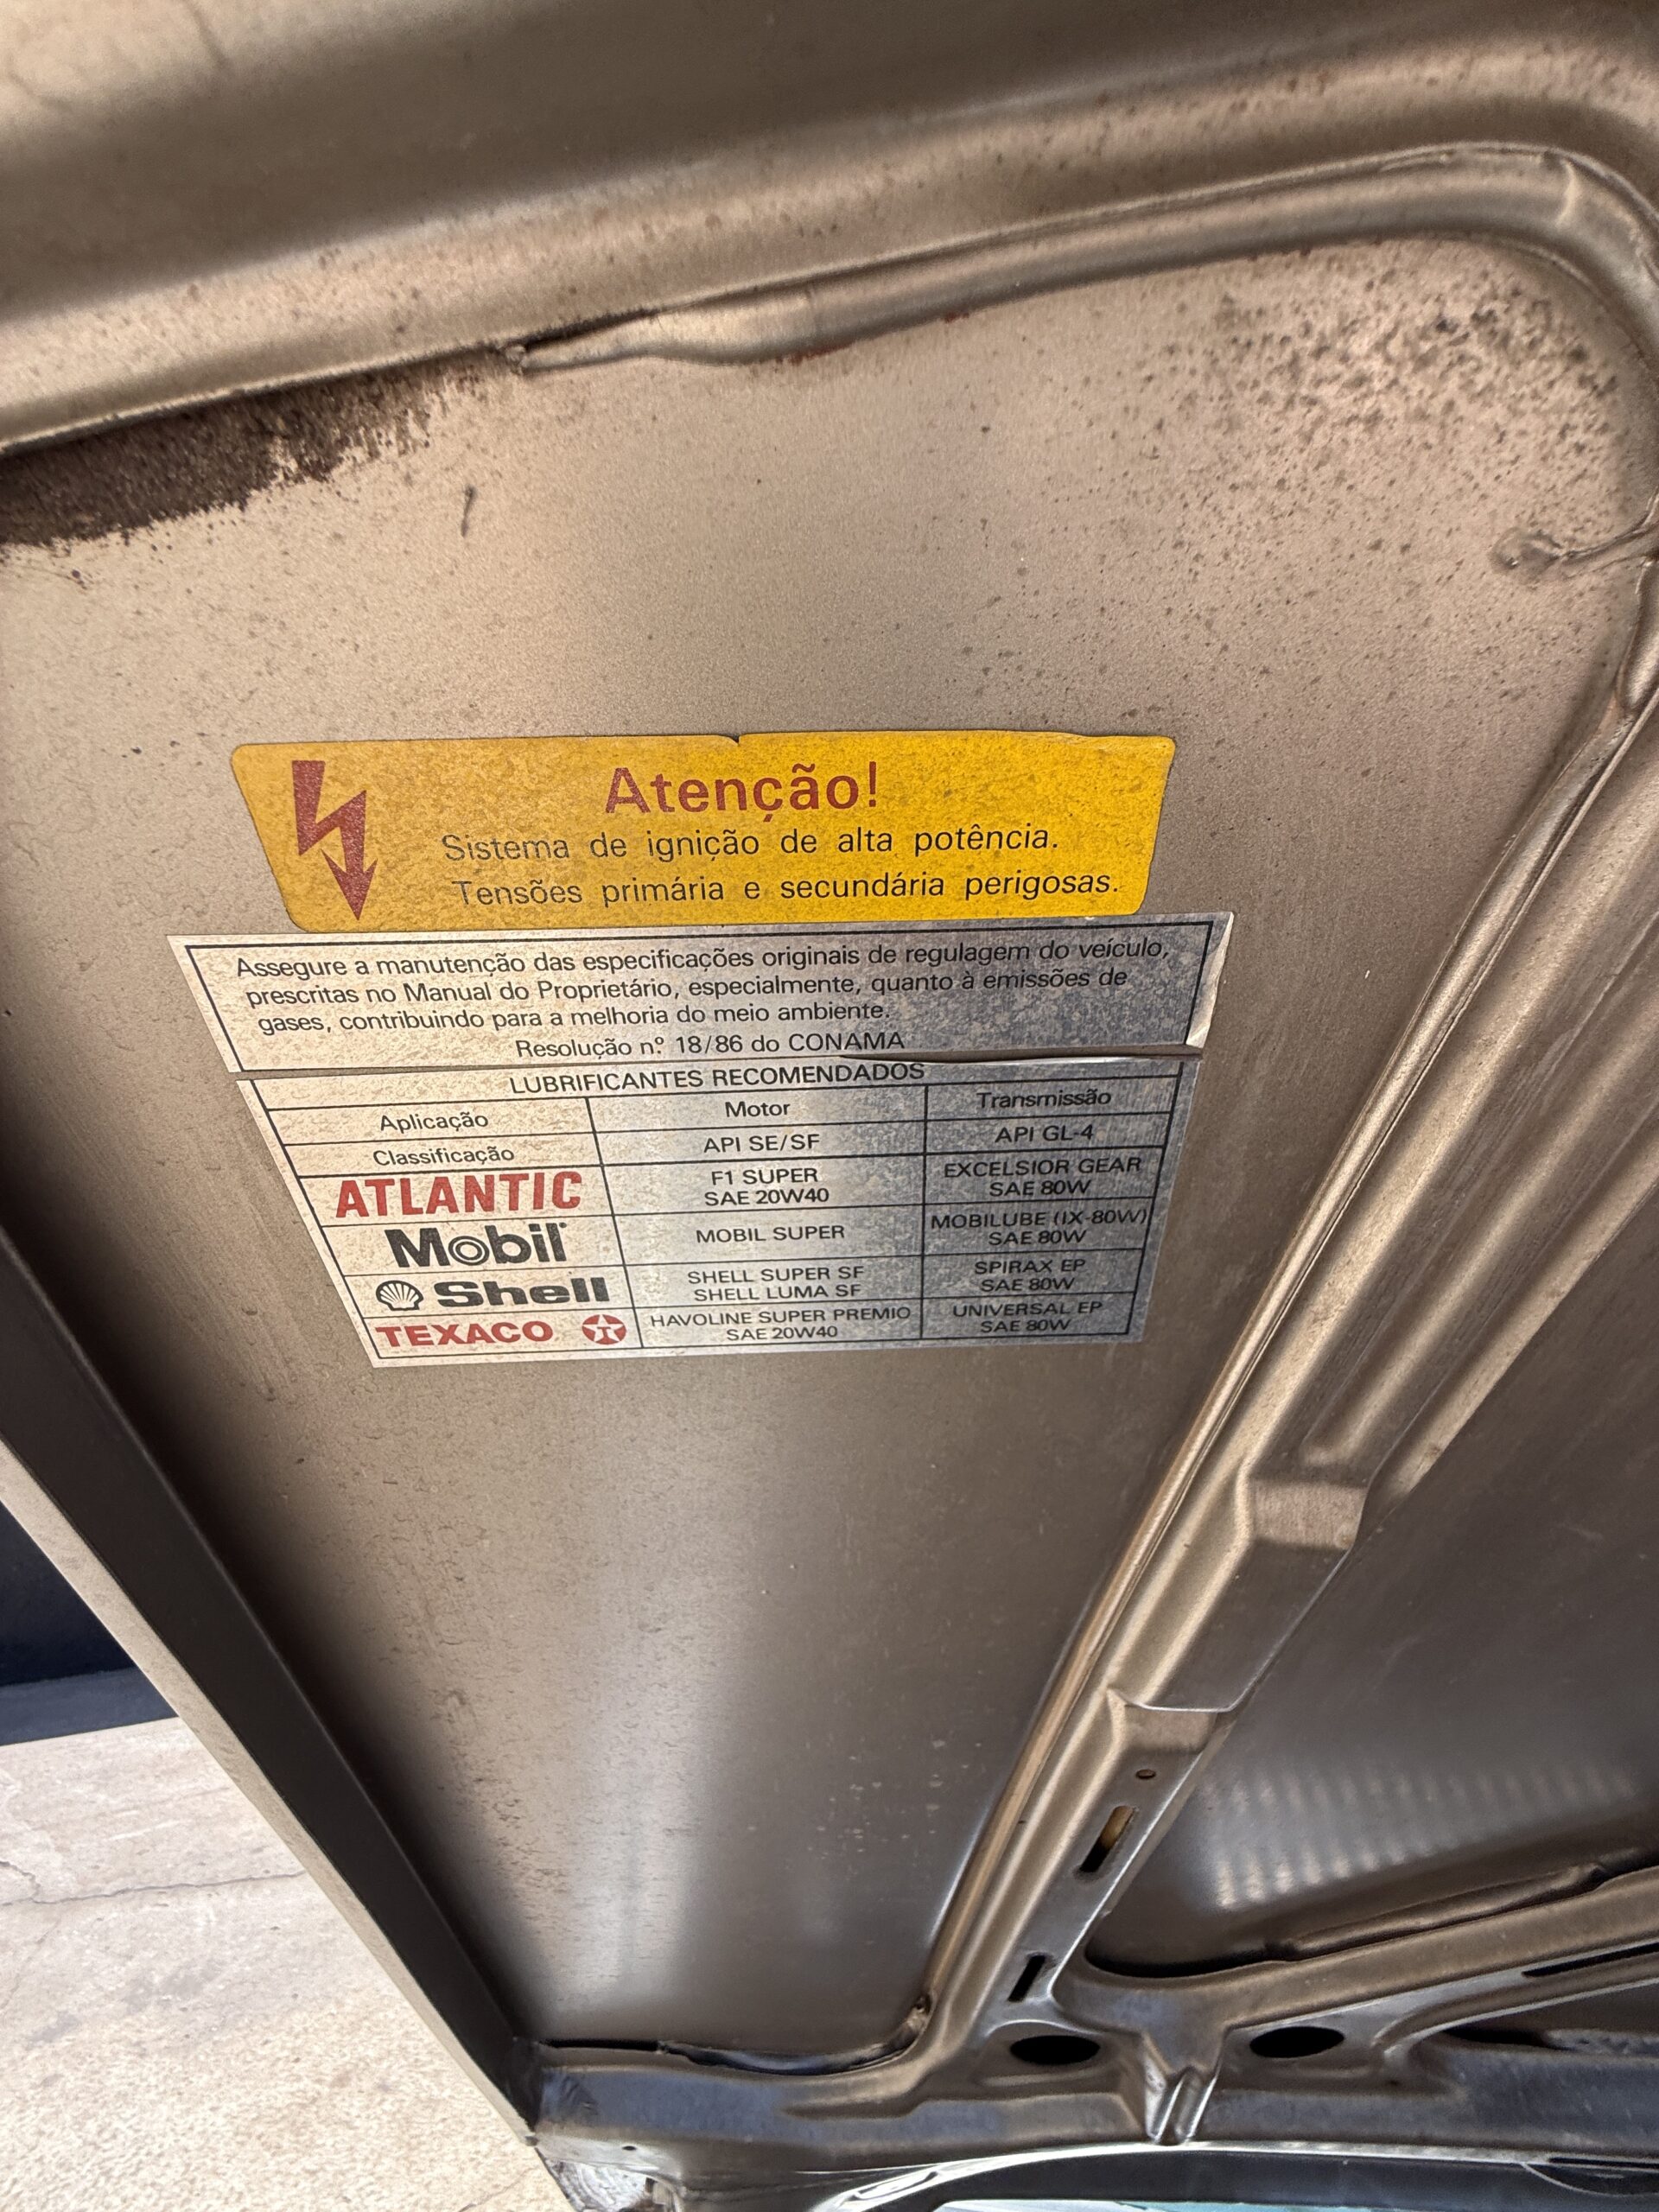 Atenção!
Sistema de ignição de alta potência.
Tensões primária e secundária perigosas.
Assegure a manutenção das especificações originais de regulagem do veículo,
prescritas no Manual do Proprietário, especialmente, quanto à emissões de
gases, contribuindo para a melhoria do meio ambiente.
Resolução nº 18/86 do CONAMA
LUBRIFICANTES RECOMENDADOS
Aplicação Motor Transmissão
Classificação API SE/SF API GL-4
ATLANTIC F1 SUPER EXCELSIOR GEAR
SAE 20W40 SAE 80W
Mobil MOBIL SUPER MOBILUBE (IX-80W)
SAE 80W
Shell SHELL SUPER SF SPIRAX EP
SHELL LUMA SF SAE 80W
TEXACO T HAVOLINE SUPER PREMIO UNIVERSAL EP
SAE 20W40 SAE 80W